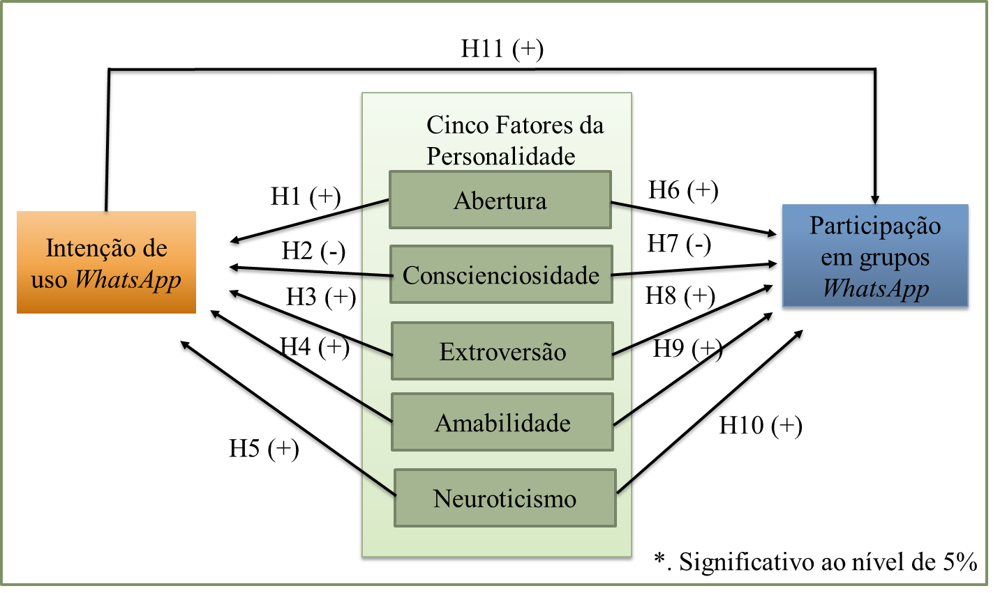 H11 (+)
Cinco Fatores da
Personalidade
H1 (+)
Abertura
H6 (+)
Intenção de
uso WhatsApp
H2 (-)
Conscienciosidade
H7 (-)
Participação
em grupos
WhatsApp
H3 (+)
Extroversão
H8 (+)
H4 (+)
Amabilidade
H9 (+)
H5 (+)
Neuroticismo
H10 (+)
*. Significativo ao nível de 5%